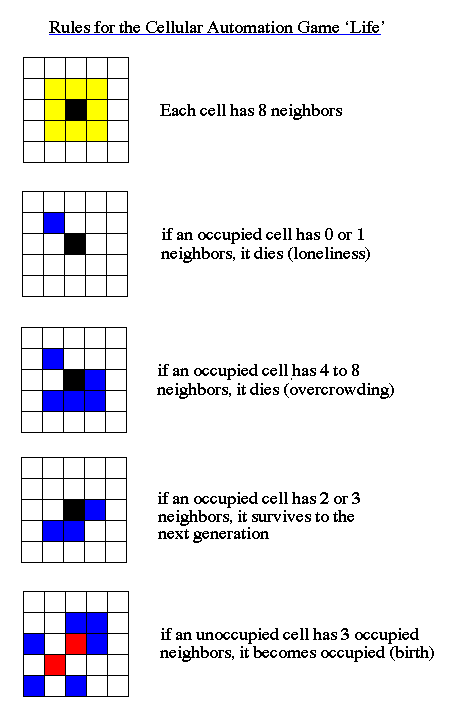 Rules for the Cellular Automation Game ‘Life’
Each cell has 8 neighbors
if an occupied cell has 0 or 1
neighbors, it dies (loneliness)
if an occupied cell has 4 to 8
neighbors, it dies (overcrowding)
if an occupied cell has 2 or 3
neighbors, it survives to the
next generation
if an unoccupied cell has 3 occupied
neighbors, it becomes occupied (birth)